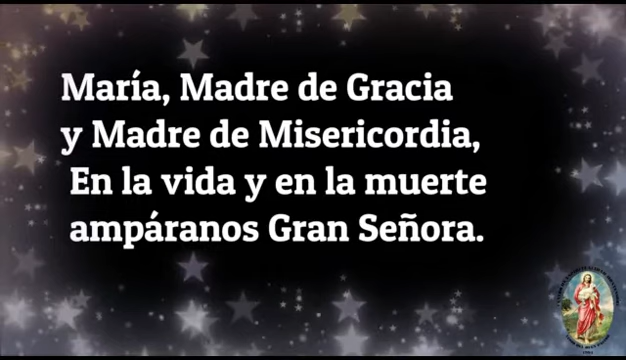 María, Madre de Gracia
y Madre de Misericordia,
En la vida y en la muerte
ampáranos Gran Señora.